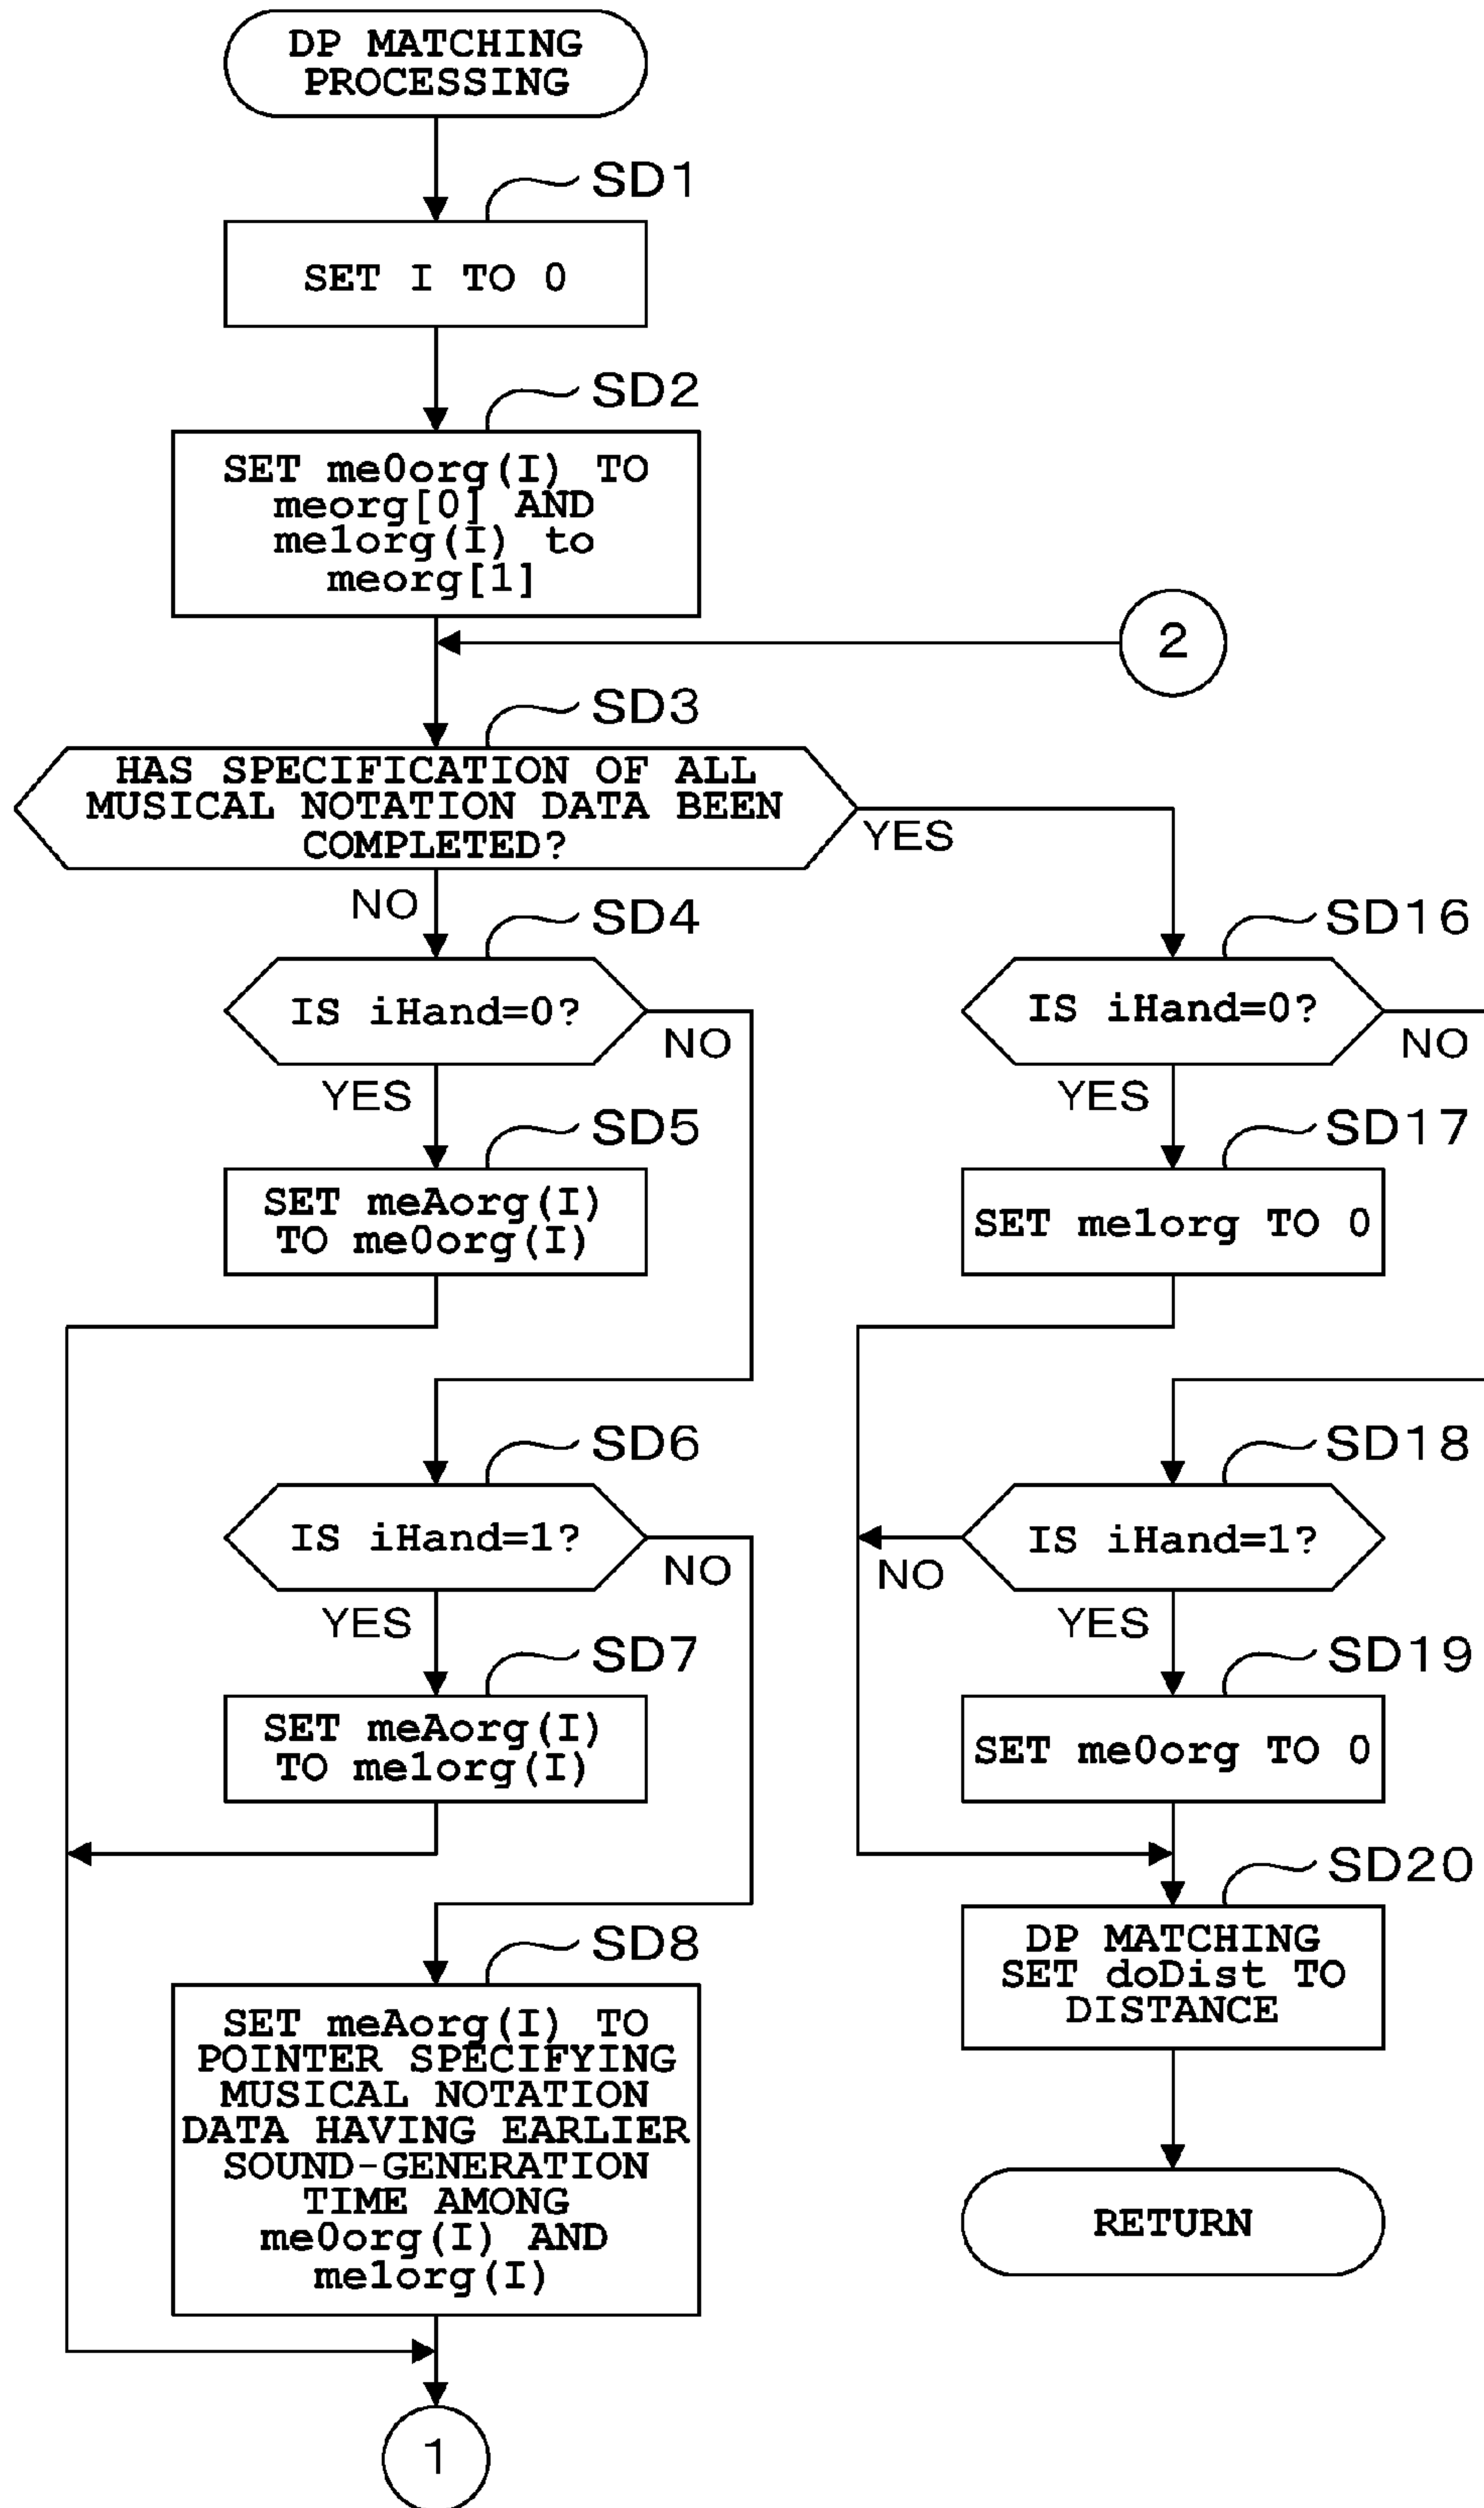 DP MATCHING
PROCESSING
SD1
SET I TO 0
SD2
SET me0org(I) TO
meorg[0] AND
me1org(I) to
meorg[1]
2
SD3
HAS SPECIFICATION OF ALL
MUSICAL NOTATION DATA BEEN
COMPLETED?
YES
NO
SD4
IS iHand=0?
NO
YES
SD5
SET meAorg(I)
TO me0org(I)
SD6
IS iHand=1?
NO
YES
SD7
SET meAorg(I)
TO me1org(I)
SD8
SET meAorg(I) TO
POINTER SPECIFYING
MUSICAL NOTATION
DATA HAVING EARLIER
SOUND-GENERATION
TIME AMONG
me0org(I) AND
me1org(I)
1
SD16
IS iHand=0?
NO
YES
SD17
SET me1org TO 0
SD18
IS iHand=1?
NO
YES
SD19
SET me0org TO 0
SD20
DP MATCHING
SET doDist TO
DISTANCE
RETURN